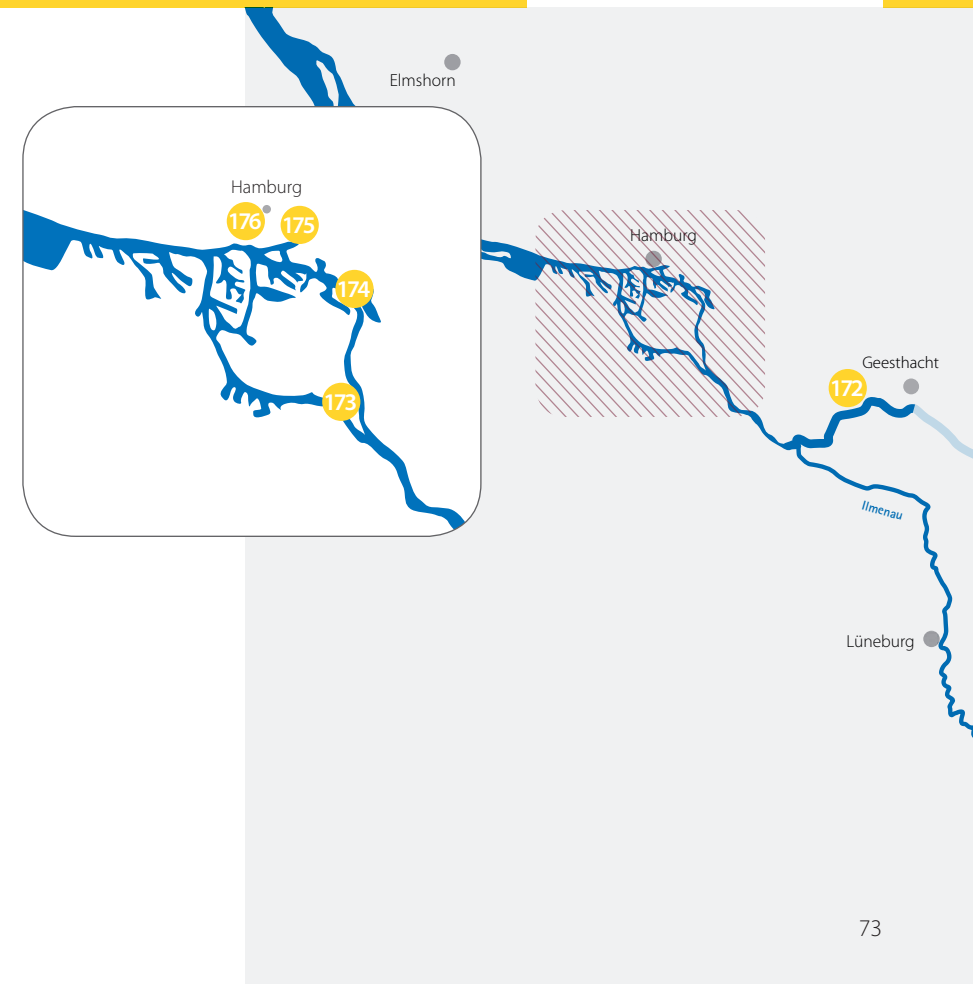 Elmshorn
Hamburg
176
175
174
173
Hamburg
Geesthacht
172
Ilmenau
Lüneburg
73